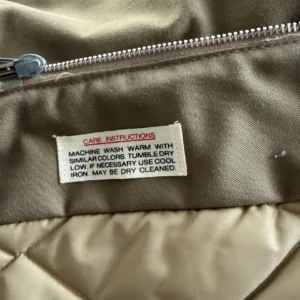 CARE INSTRUCTIONS
MACHINE WASH WARM WITH
SIMILAR COLORS. TUMBLE DRY
LOW. IF NECESSARY USE COOL
IRON. MAY BE DRY CLEANED.